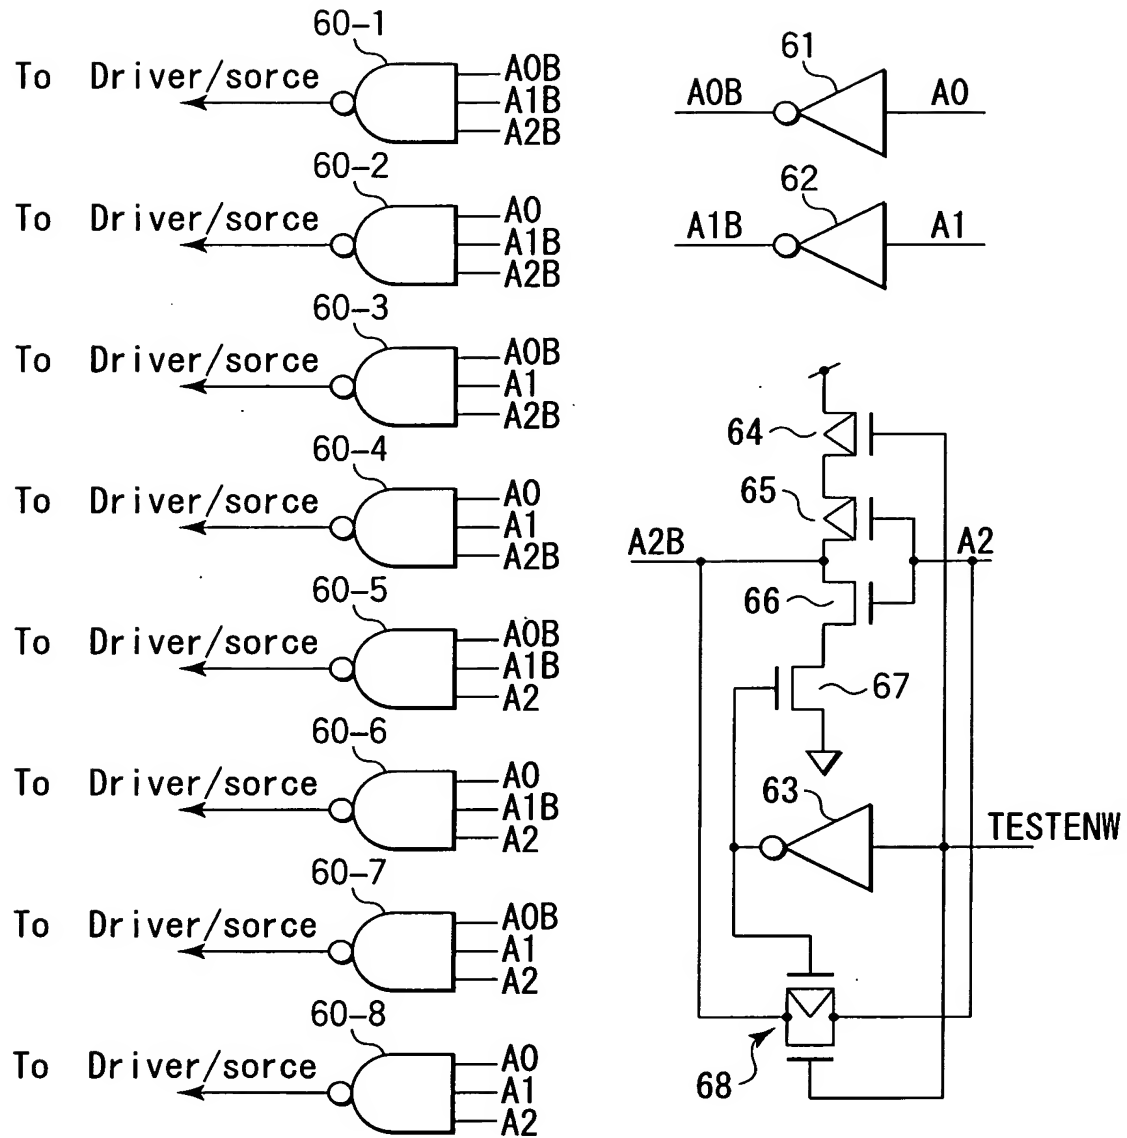 60-1
To Driver/sorce
A0B
A1B
A2B
60-2
To Driver/sorce
A0
A1B
A2B
60-3
To Driver/sorce
A0B
A1
A2B
60-4
To Driver/sorce
A0
A1
A2B
60-5
To Driver/sorce
A0B
A1B
A2
60-6
To Driver/sorce
A0
A1B
A2
60-7
To Driver/sorce
A0B
A1
A2
60-8
To Driver/sorce
A0
A1
A2
61
A0B
A0
62
A1B
A1
64
65
A2B
A2
66
67
63
TESTENW
68